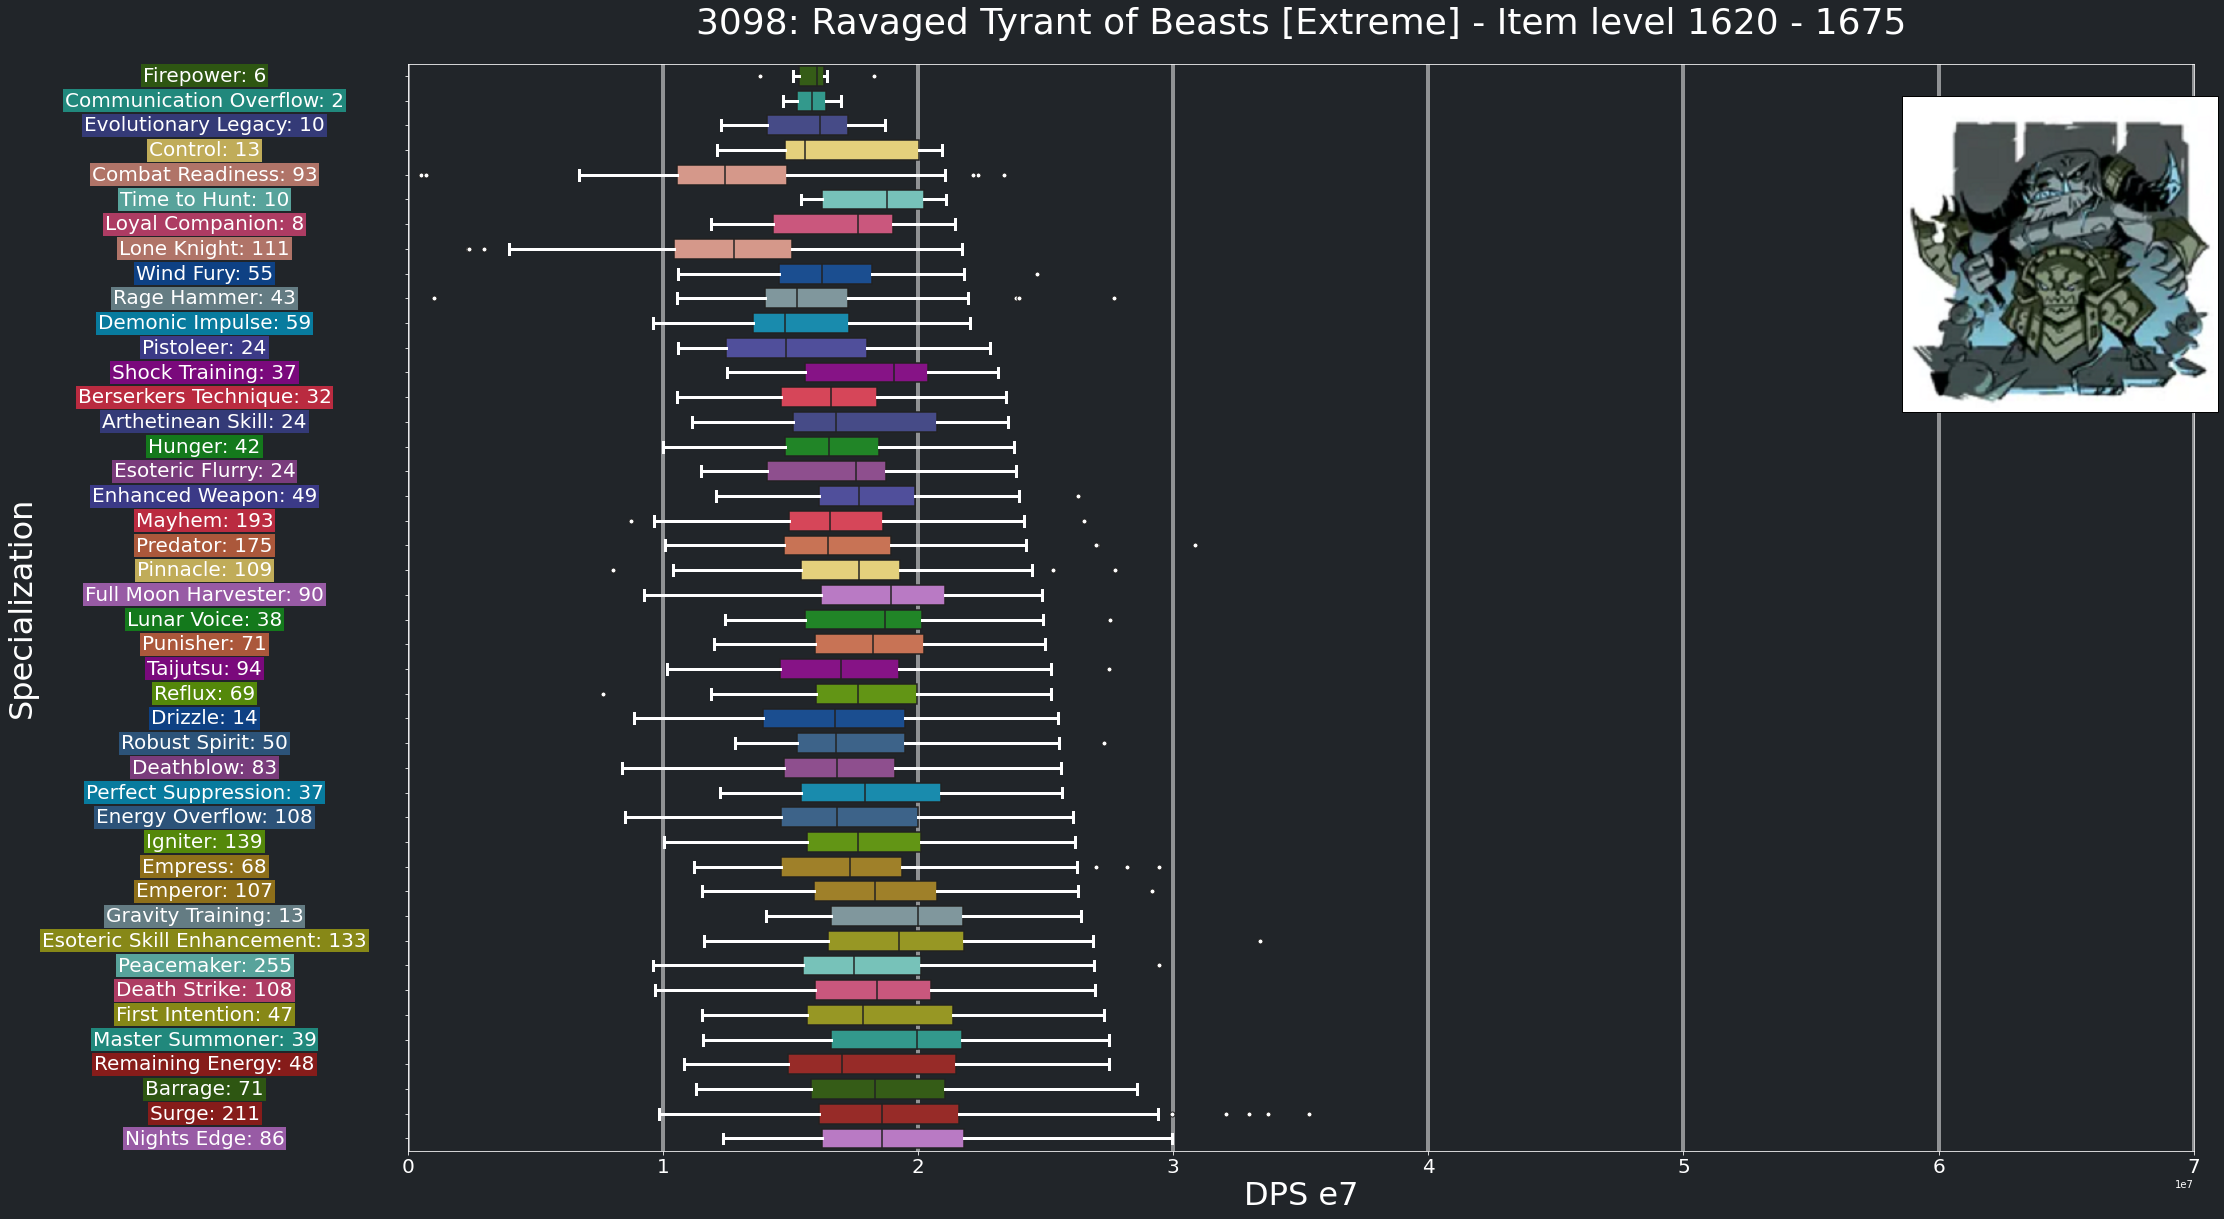 3098: Ravaged Tyrant of Beasts [Extreme] - Item level 1620 - 1675
Specialization
Firepower: 6
Communication Overflow: 2
Evolutionary Legacy: 10
Control: 13
Combat Readiness: 93
Time to Hunt: 10
Loyal Companion: 8
Lone Knight: 111
Wind Fury: 55
Rage Hammer: 43
Demonic Impulse: 59
Pistoleer: 24
Shock Training: 37
Berserkers Technique: 32
Arthetinean Skill: 24
Hunger: 42
Esoteric Flurry: 24
Enhanced Weapon: 49
Mayhem: 193
Predator: 175
Pinnacle: 109
Full Moon Harvester: 90
Lunar Voice: 38
Punisher: 71
Taijutsu: 94
Reflux: 69
Drizzle: 14
Robust Spirit: 50
Deathblow: 83
Perfect Suppression: 37
Energy Overflow: 108
Igniter: 139
Empress: 68
Emperor: 107
Gravity Training: 13
Esoteric Skill Enhancement: 133
Peacemaker: 255
Death Strike: 108
First Intention: 47
Master Summoner: 39
Remaining Energy: 48
Barrage: 71
Surge: 211
Nights Edge: 86
0 1 2 3 4 5 6 7
1e7
DPS e7